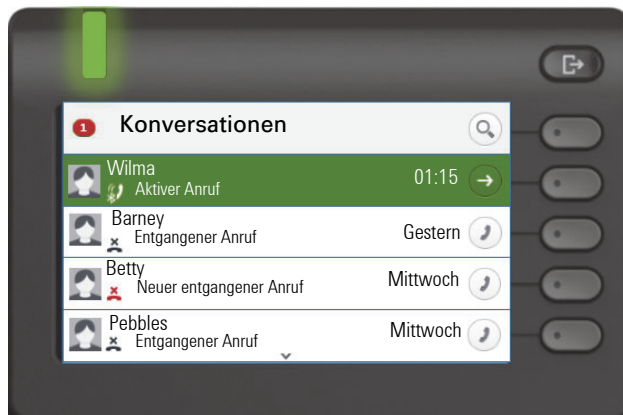 1 Konversationen
Wilma
Aktiver Anruf
01:15
Barney
Entgangener Anruf
Gestern
Betty
Neuer entgangener Anruf
Mittwoch
Pebbles
Entgangener Anruf
Mittwoch